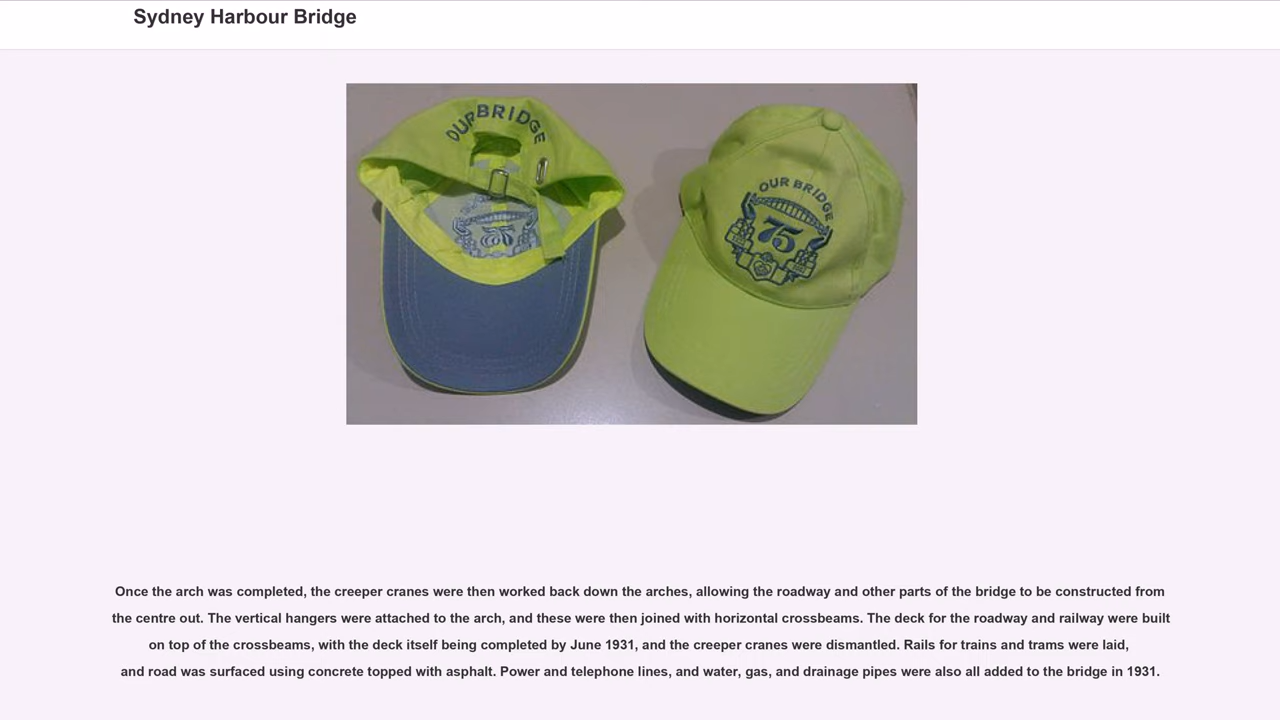 Sydney Harbour Bridge
OUR BRIDGE
OUR BRIDGE
75
75
Once the arch was completed, the creeper cranes were then worked back down the arches, allowing the roadway and other parts of the bridge to be constructed from
the centre out. The vertical hangers were attached to the arch, and these were then joined with horizontal crossbeams. The deck for the roadway and railway were built
on top of the crossbeams, with the deck itself being completed by June 1931, and the creeper cranes were dismantled. Rails for trains and trams were laid,
and road was surfaced using concrete topped with asphalt. Power and telephone lines, and water, gas, and drainage pipes were also all added to the bridge in 1931.